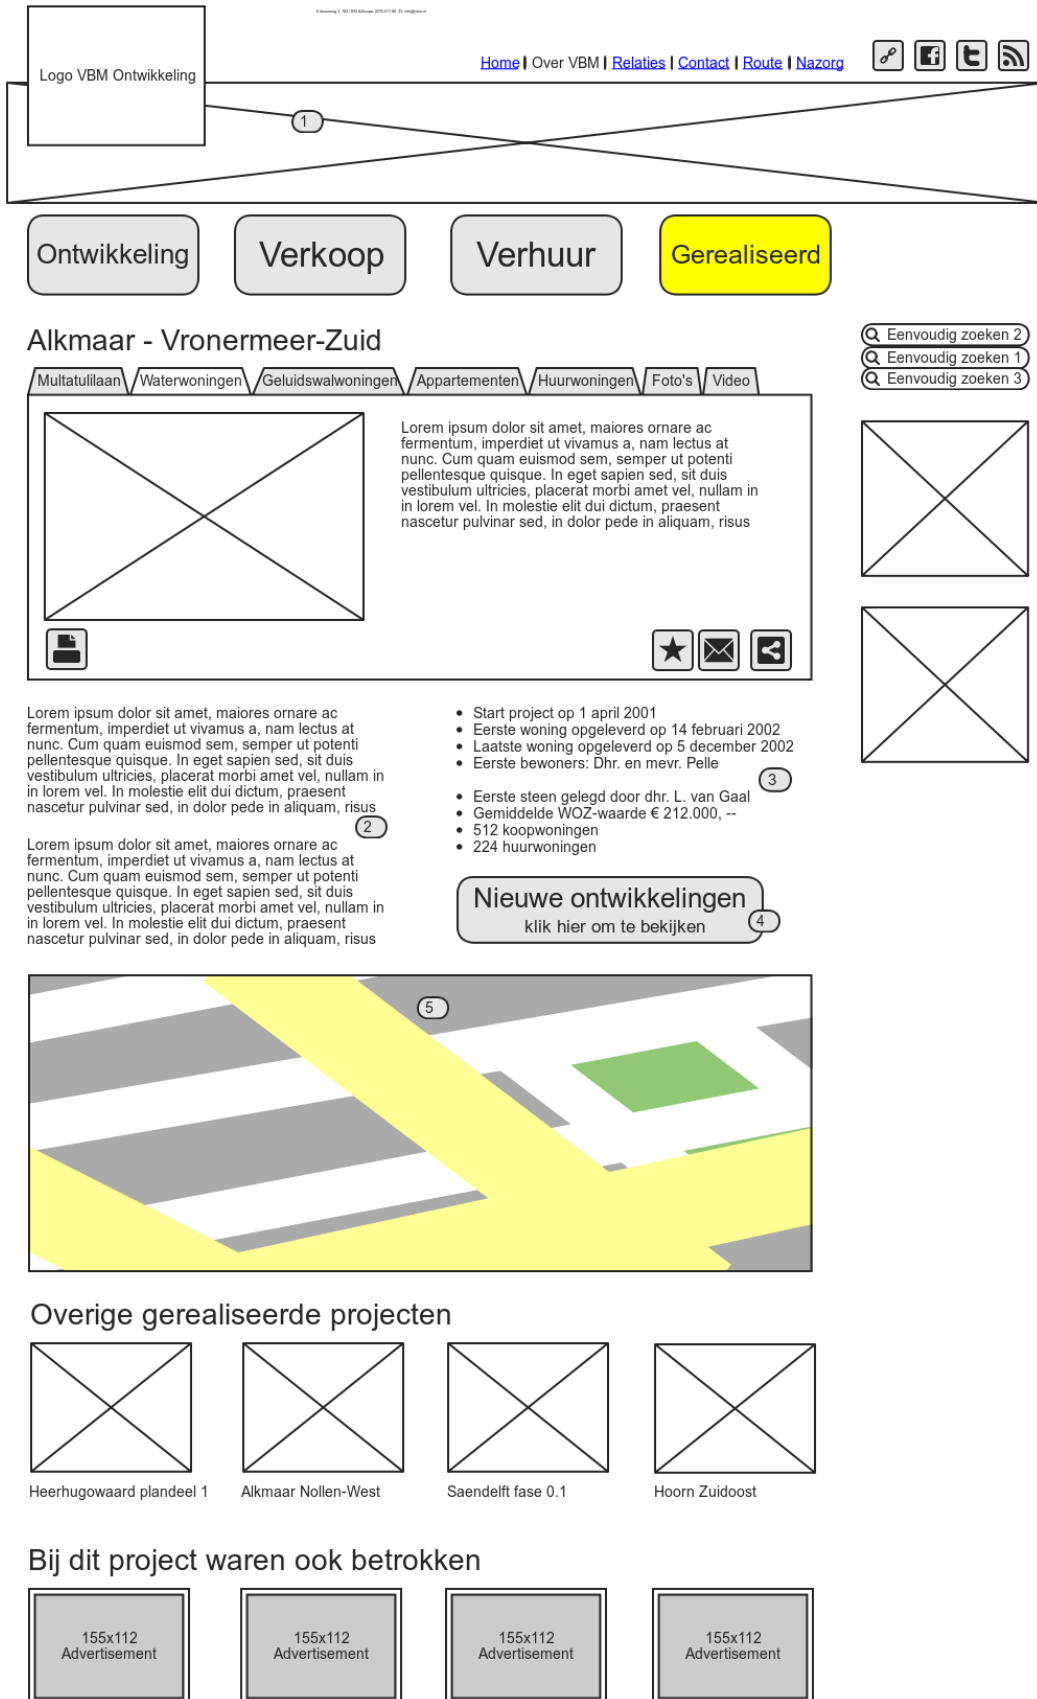 Logo VBM Ontwikkeling
Home | Over VBM | Relaties | Contact | Route | Nazorg
1
Ontwikkeling
Verkoop
Verhuur
Gerealiseerd
Alkmaar - Vronermeer-Zuid
Multatulilaan
Waterwoningen
Geluidswalwoningen
Appartementen
Huurwoningen
Foto's
Video
Eenvoudig zoeken 2
Eenvoudig zoeken 1
Eenvoudig zoeken 3
Lorem ipsum dolor sit amet, maiores ornare ac
fermentum, imperdiet ut vivamus a, nam lectus at
nunc. Cum quam euismod sem, semper ut potenti
pellentesque quisque. In eget sapien sed, sit duis
vestibulum ultricies, placerat morbi amet vel, nullam in
in lorem vel. In molestie elit dui dictum, praesent
nascetur pulvinar sed, in dolor pede in aliquam, risus
Lorem ipsum dolor sit amet, maiores ornare ac
fermentum, imperdiet ut vivamus a, nam lectus at
nunc. Cum quam euismod sem, semper ut potenti
pellentesque quisque. In eget sapien sed, sit duis
vestibulum ultricies, placerat morbi amet vel, nullam in
in lorem vel. In molestie elit dui dictum, praesent
nascetur pulvinar sed, in dolor pede in aliquam, risus
2
Lorem ipsum dolor sit amet, maiores ornare ac
fermentum, imperdiet ut vivamus a, nam lectus at
nunc. Cum quam euismod sem, semper ut potenti
pellentesque quisque. In eget sapien sed, sit duis
vestibulum ultricies, placerat morbi amet vel, nullam in
in lorem vel. In molestie elit dui dictum, praesent
nascetur pulvinar sed, in dolor pede in aliquam, risus
• Start project op 1 april 2001
• Eerste woning opgeleverd op 14 februari 2002
• Laatste woning opgeleverd op 5 december 2002
• Eerste bewoners: Dhr. en mevr. Pelle
3
• Eerste steen gelegd door dhr. L. van Gaal
• Gemiddelde WOZ-waarde € 212.000, --
• 512 koopwoningen
• 224 huurwoningen
Nieuwe ontwikkelingen
klik hier om te bekijken
4
5
Overige gerealiseerde projecten
Heerhugowaard plandeel 1
Alkmaar Nollen-West
Saendelft fase 0.1
Hoorn Zuidoost
Bij dit project waren ook betrokken
155x112
Advertisement
155x112
Advertisement
155x112
Advertisement
155x112
Advertisement